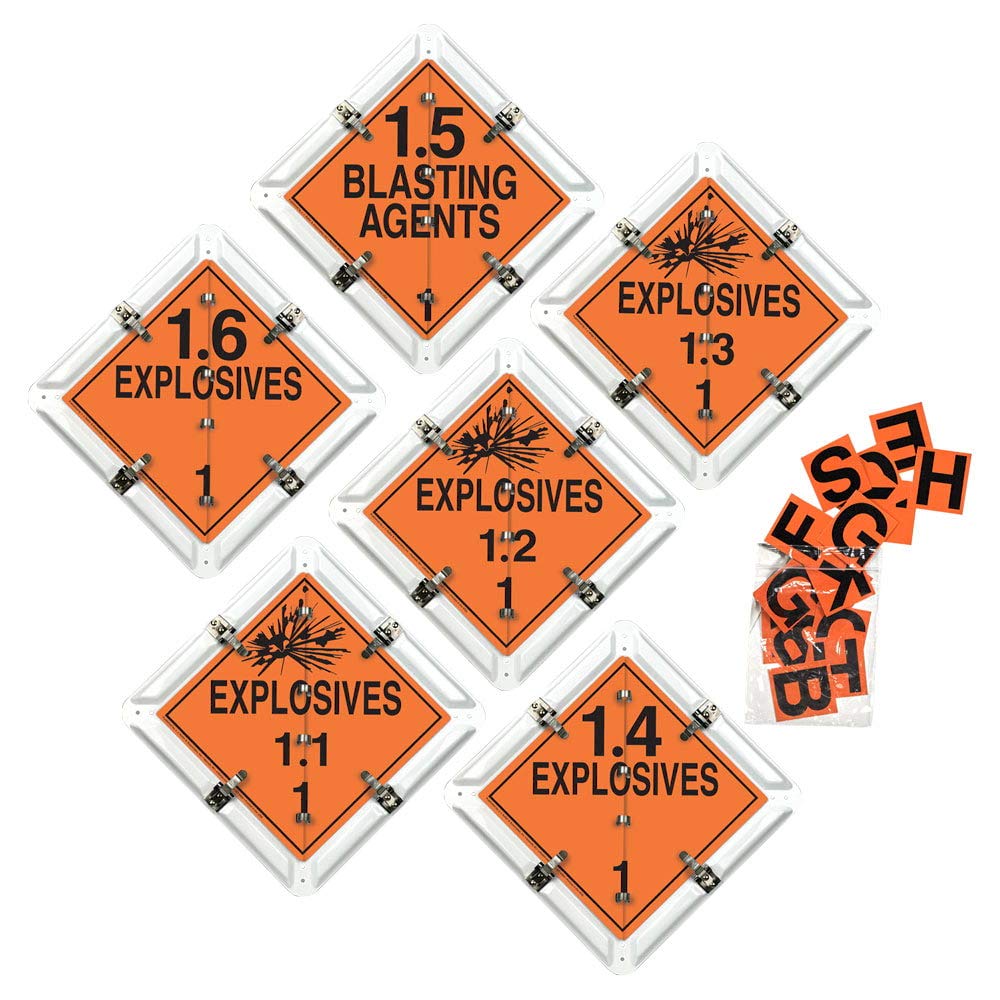 1.5
BLASTING
AGENTS
1
EXPLOSIVES
1.3
1
1.6
EXPLOSIVES
1
EXPLOSIVES
1.2
1
EXPLOSIVES
1.1
1
1.4
EXPLOSIVES
1
E
S
H
G
F
K
G
C
T
B